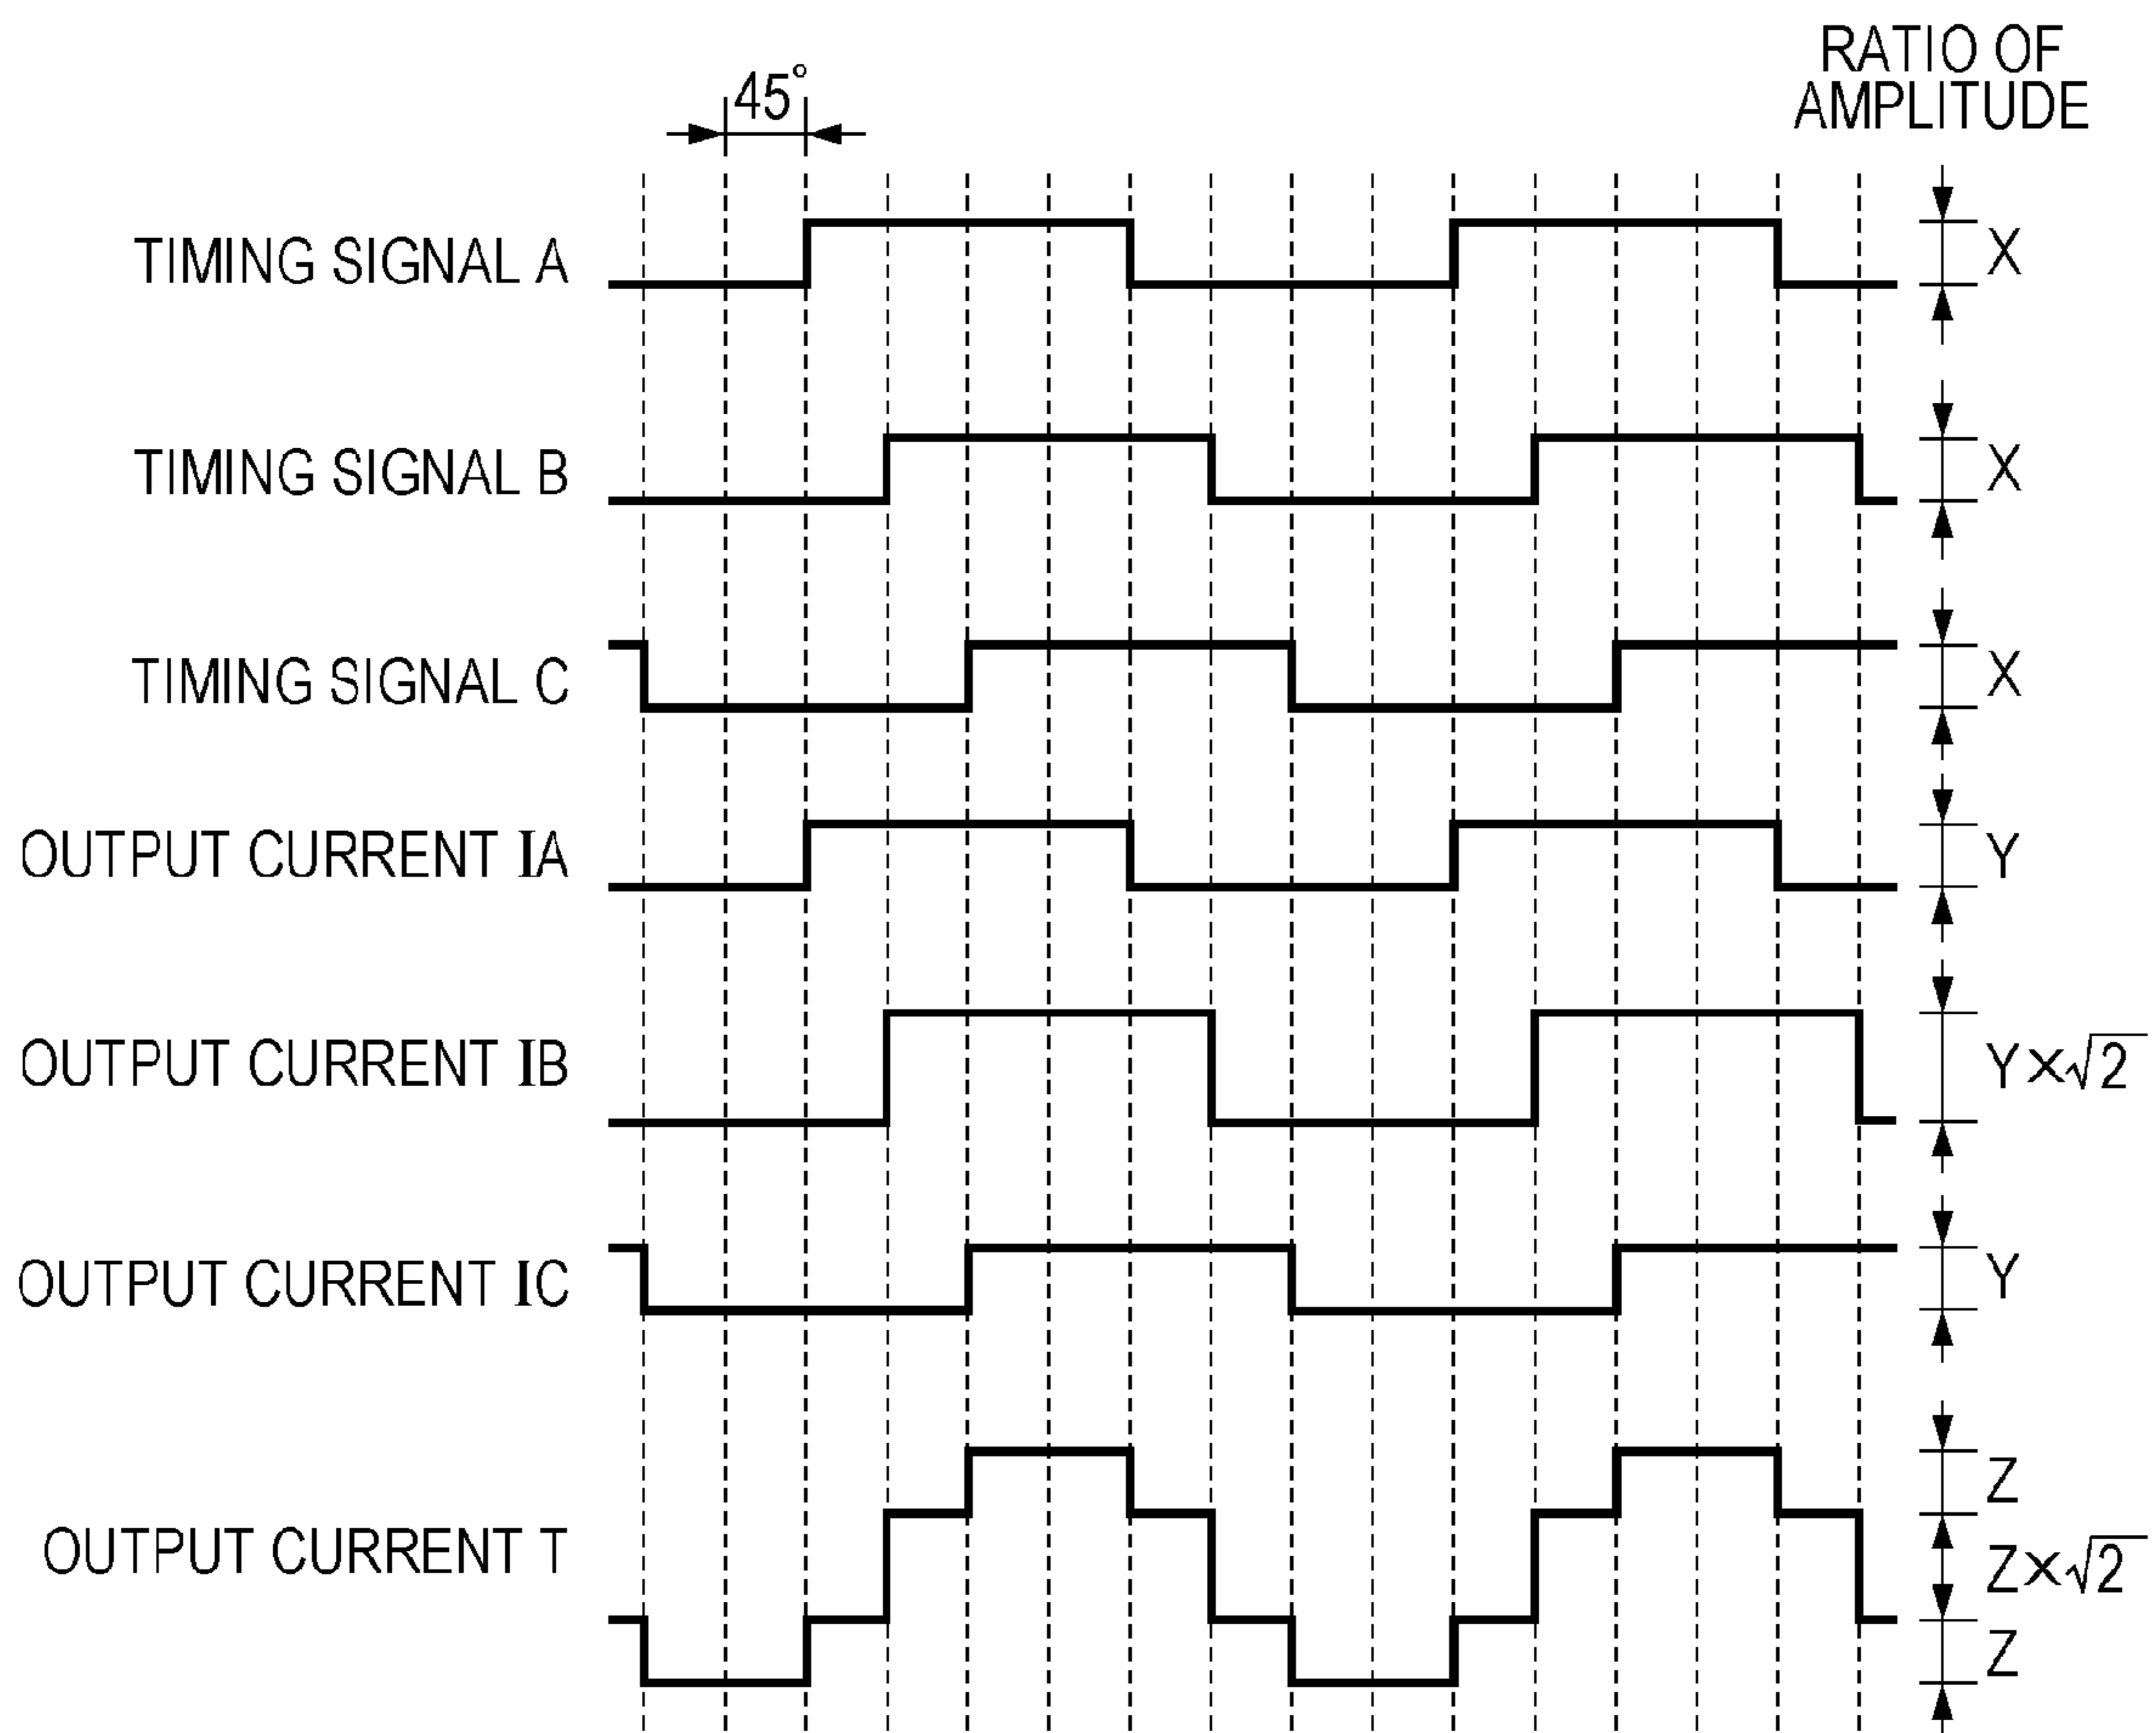 RATIO OF
AMPLITUDE
45°
TIMING SIGNAL A
X
TIMING SIGNAL B
X
TIMING SIGNAL C
X
OUTPUT CURRENT IA
Y
OUTPUT CURRENT IB
Y×√2
OUTPUT CURRENT IC
Y
OUTPUT CURRENT T
Z
Z×√2
Z